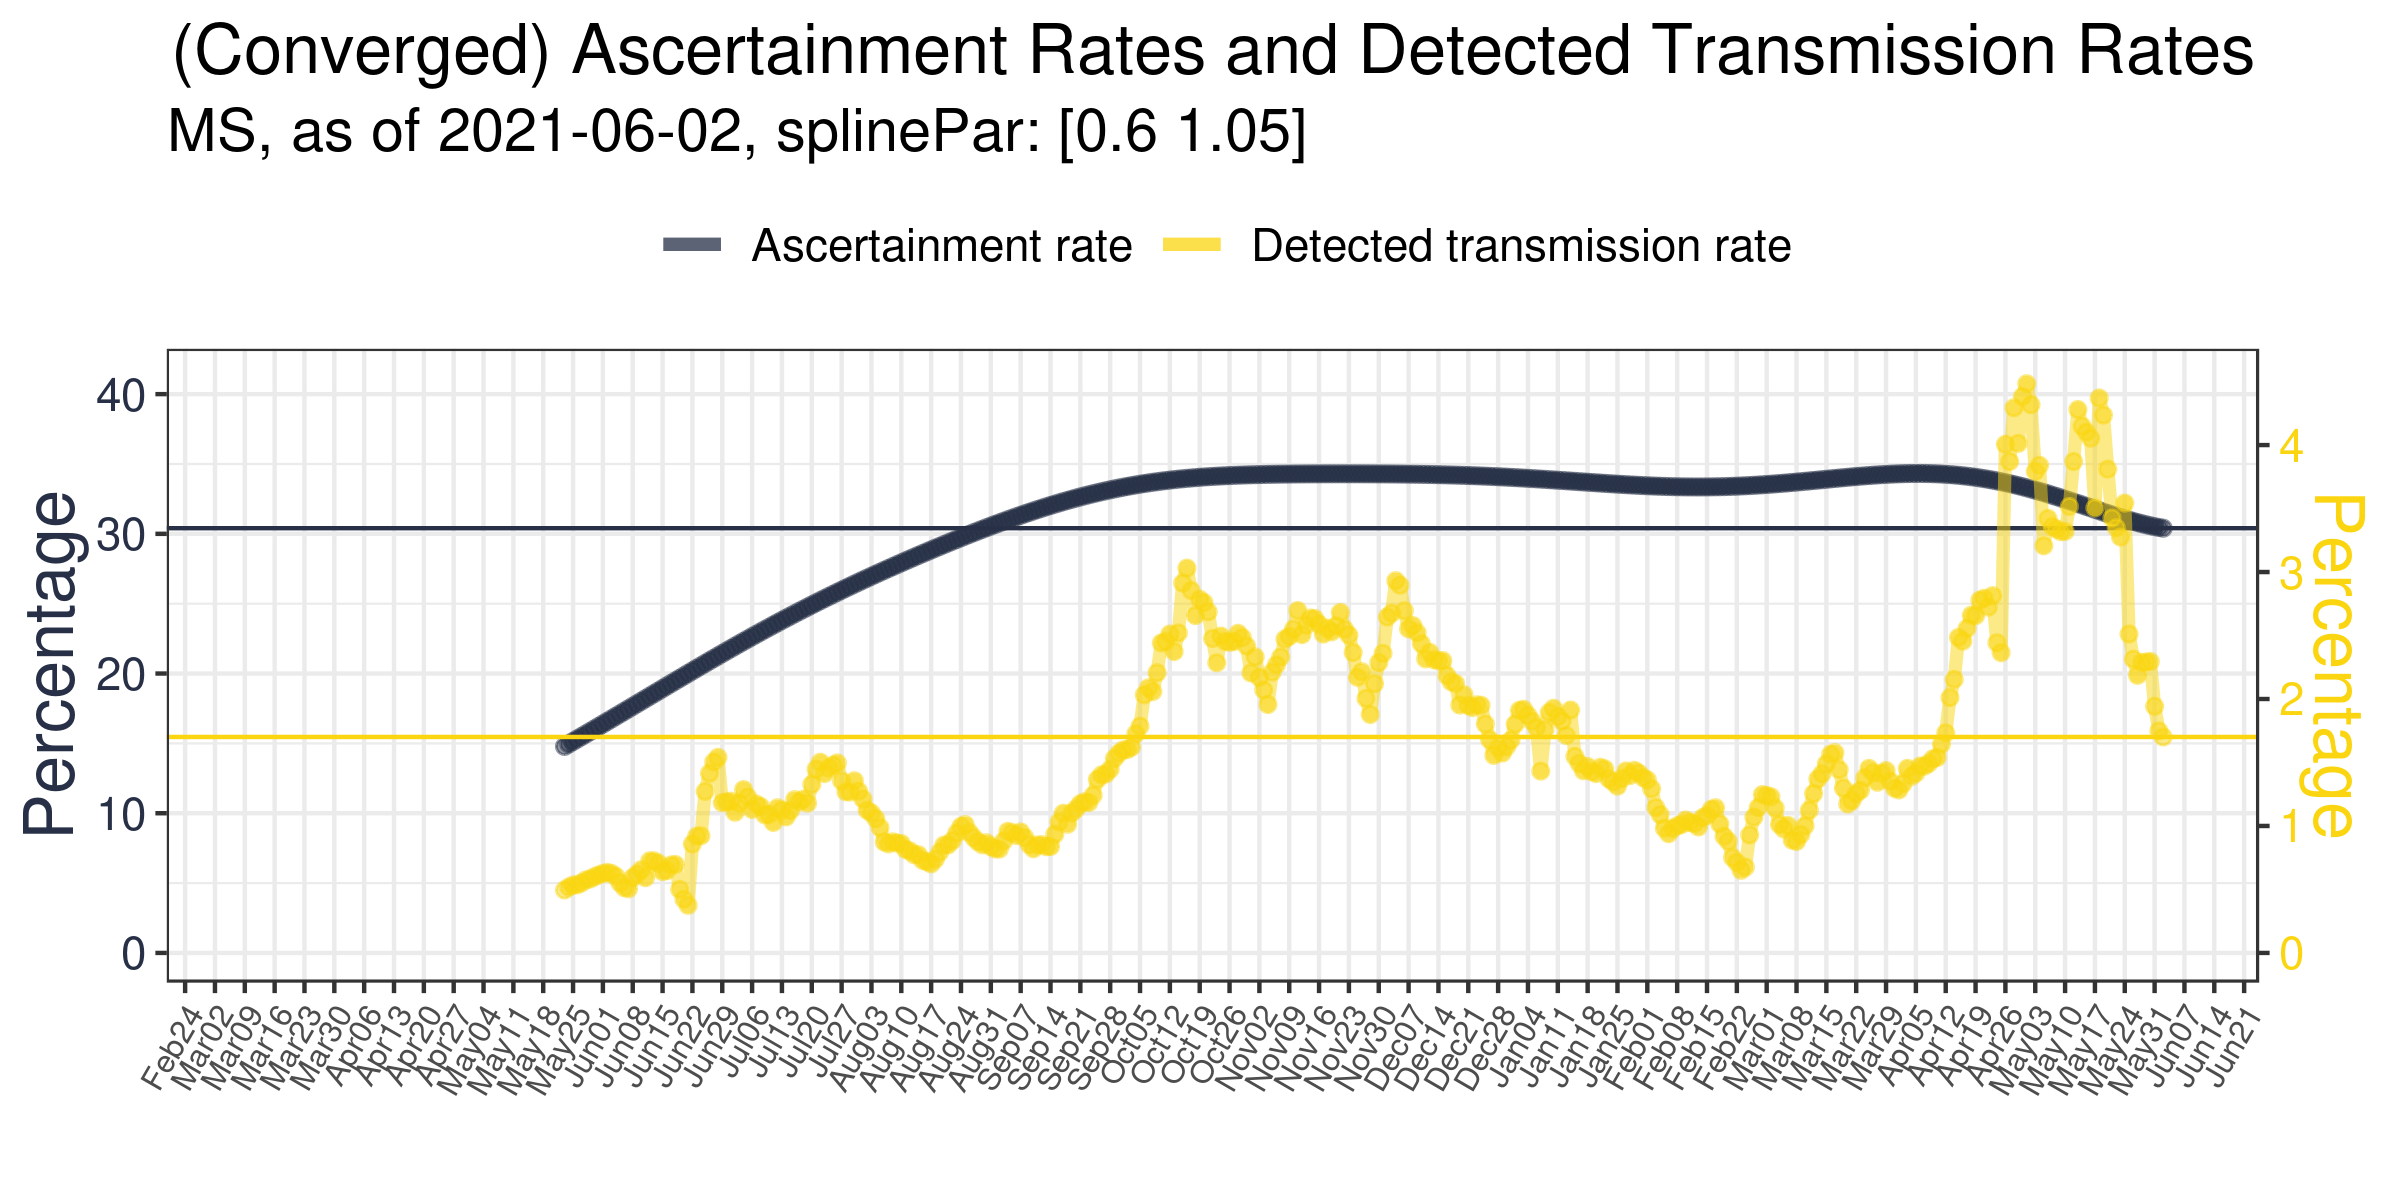 (Converged) Ascertainment Rates and Detected Transmission Rates
MS, as of 2021-06-02, splinePar: [0.6 1.05]
Ascertainment rate
Detected transmission rate
Percentage
40
30
20
10
0
4
3
2
1
0
Percentage
Feb24
Mar02
Mar09
Mar16
Mar23
Mar30
Apr06
Apr13
Apr20
Apr27
May04
May11
May18
May25
Jun01
Jun08
Jun15
Jun22
Jun29
Jul06
Jul13
Jul20
Jul27
Aug03
Aug10
Aug17
Aug24
Aug31
Sep07
Sep14
Sep21
Sep28
Oct05
Oct12
Oct19
Oct26
Nov02
Nov09
Nov16
Nov23
Nov30
Dec07
Dec14
Dec21
Dec28
Jan04
Jan11
Jan18
Jan25
Feb01
Feb08
Feb15
Feb22
Mar01
Mar08
Mar15
Mar22
Mar29
Apr05
Apr12
Apr19
Apr26
May03
May10
May17
May24
May31
Jun07
Jun14
Jun21